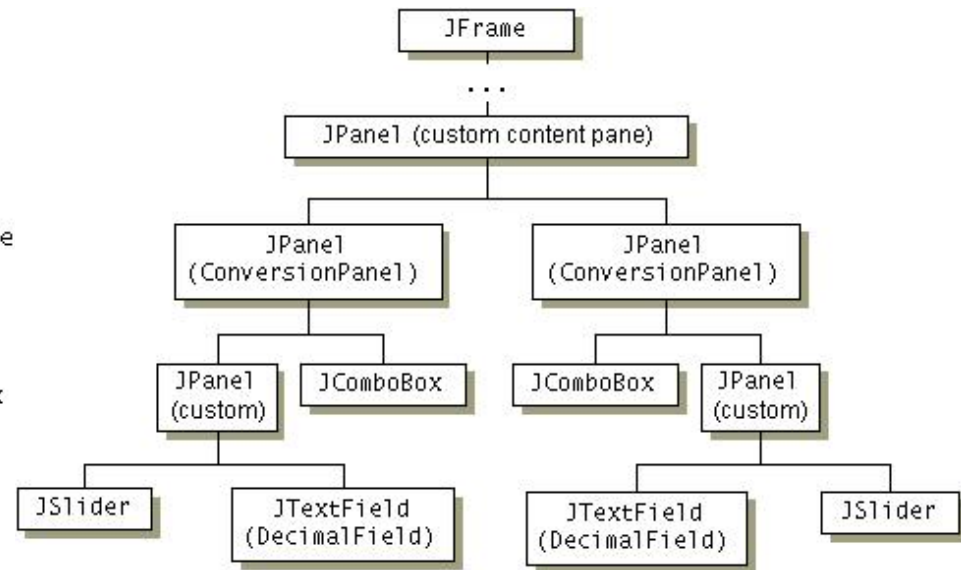 JFrame
...
JPanel (custom content pane)
JPanel
(ConversionPanel)
JPanel
(ConversionPanel)
e
JPanel
(custom)
JComboBox
JComboBox
JPanel
(custom)
x
JSlider
JTextField
(DecimalField)
JTextField
(DecimalField)
JSlider